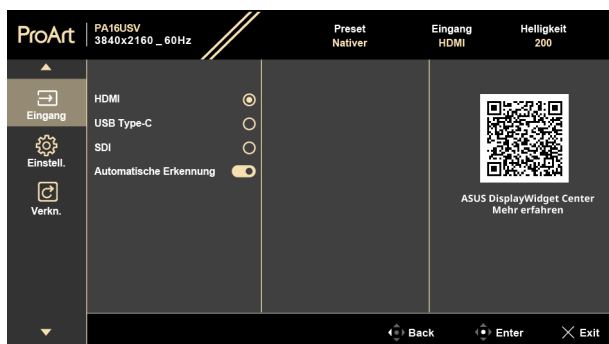 ProArt
PA16USV
3840x2160 _ 60Hz
Preset
Nativer
Eingang
HDMI
Helligkeit
200
Eingang
Einstell.
Verkn.
HDMI
USB Type-C
SDI
Automatische Erkennung
ASUS DisplayWidget Center
Mehr erfahren
Back
Enter
Exit